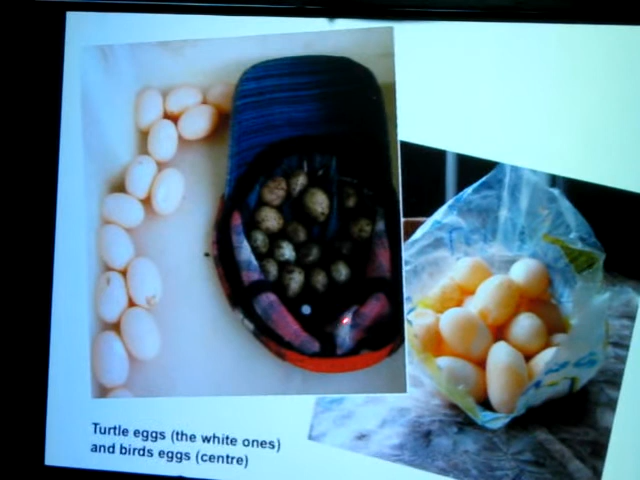 Turtle eggs (the white ones)
and birds eggs (centre)